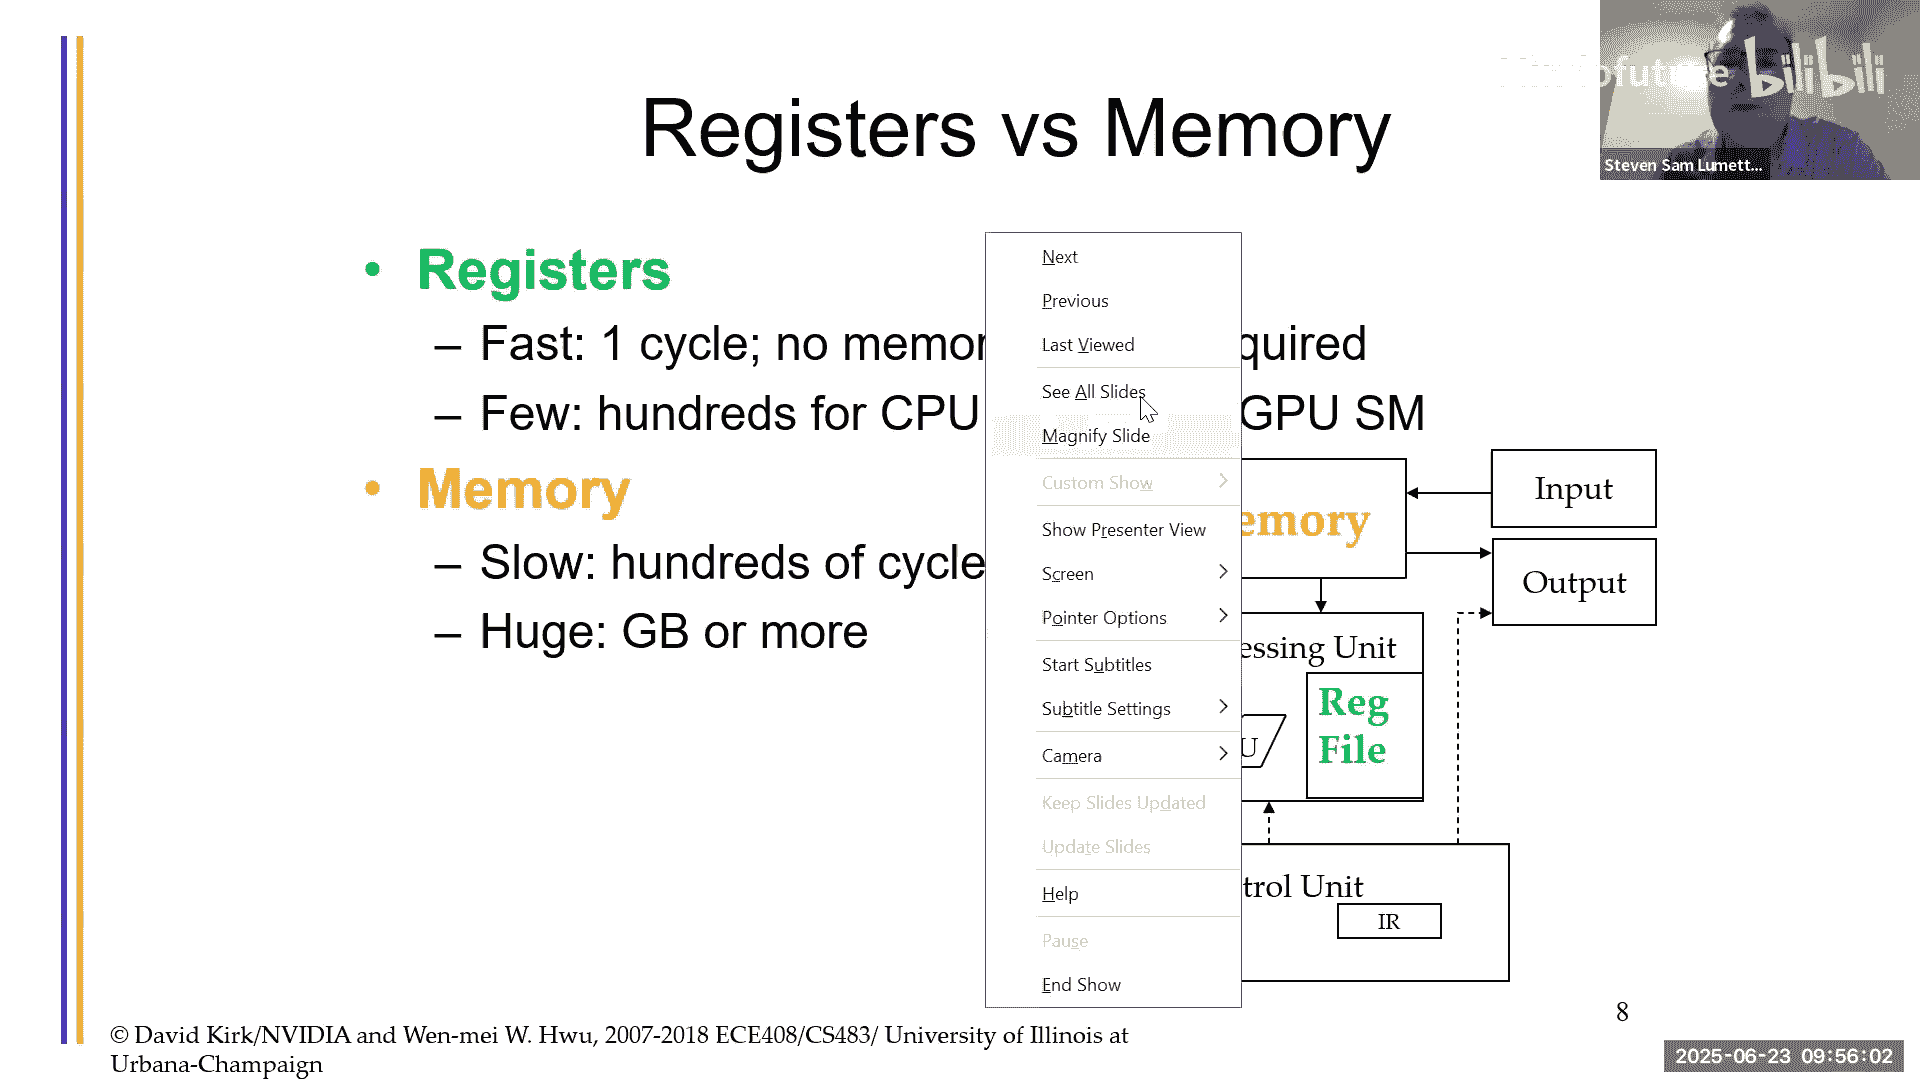 Registers vs Memory
bilibili
Steven Sam Lumett...
• Registers
– Fast: 1 cycle; no memor
quired
– Few: hundreds for CPU
GPU SM
• Memory
– Slow: hundreds of cycle
– Huge: GB or more
Next
Previous
Last Viewed
See All Slides
Magnify Slide
Custom Show
Show Presenter View
Screen
Pointer Options
Start Subtitles
Subtitle Settings
Camera
Keep Slides Updated
Update Slides
Help
Pause
End Show
emory
Input
Output
essing Unit
U
Reg
File
trol Unit
IR
8
© David Kirk/NVIDIA and Wen-mei W. Hwu, 2007-2018 ECE408/CS483/ University of Illinois at
Urbana-Champaign
2025-06-23 09:56:02